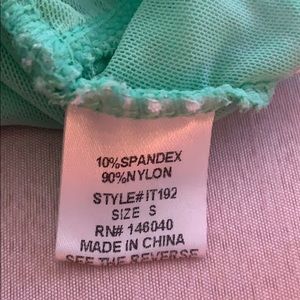 10%SPANDEX
90%NYLON
STYLE#IT192
SIZE S
RN# 146040
MADE IN CHINA
SEE THE REVERSE